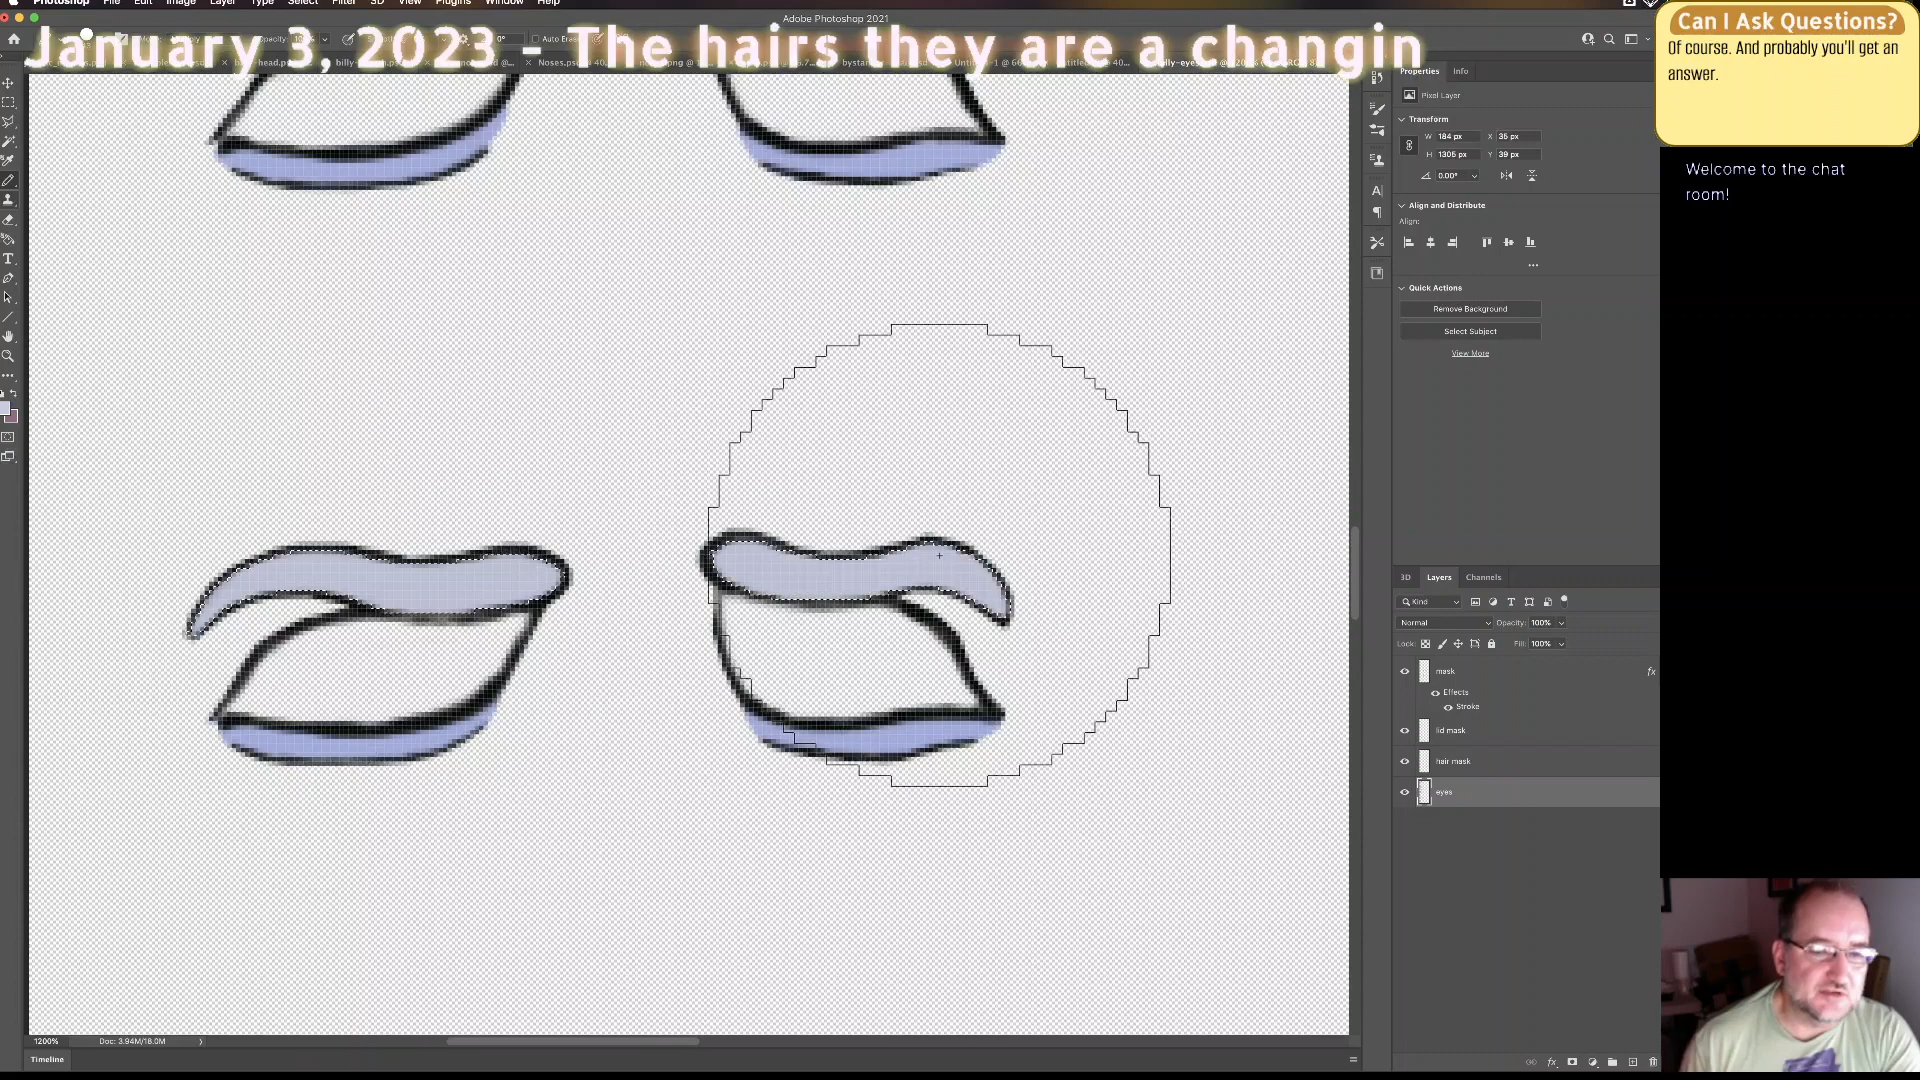 Photoshop File Edit Image Layer Type Select Filter 3D View Plugins Window Help
Adobe Photoshop 2021
January 3, 2023 - The hairs they are a changin
Can I Ask Questions?
Of course. And probably you'll get an
answer.
Welcome to the chat
room!
Properties Info
Pixel Layer
Transform
W 184 px X 35 px
H 1305 px Y 39 px
0.00°
Align and Distribute
Align:
Quick Actions
Remove Background
Select Subject
View More
3D Layers Channels
Kind
Normal Opacity: 100%
Lock: Fill: 100%
mask fx
Effects
Stroke
lid mask
hair mask
eyes
1200% Doc: 3.94M/18.0M
Timeline